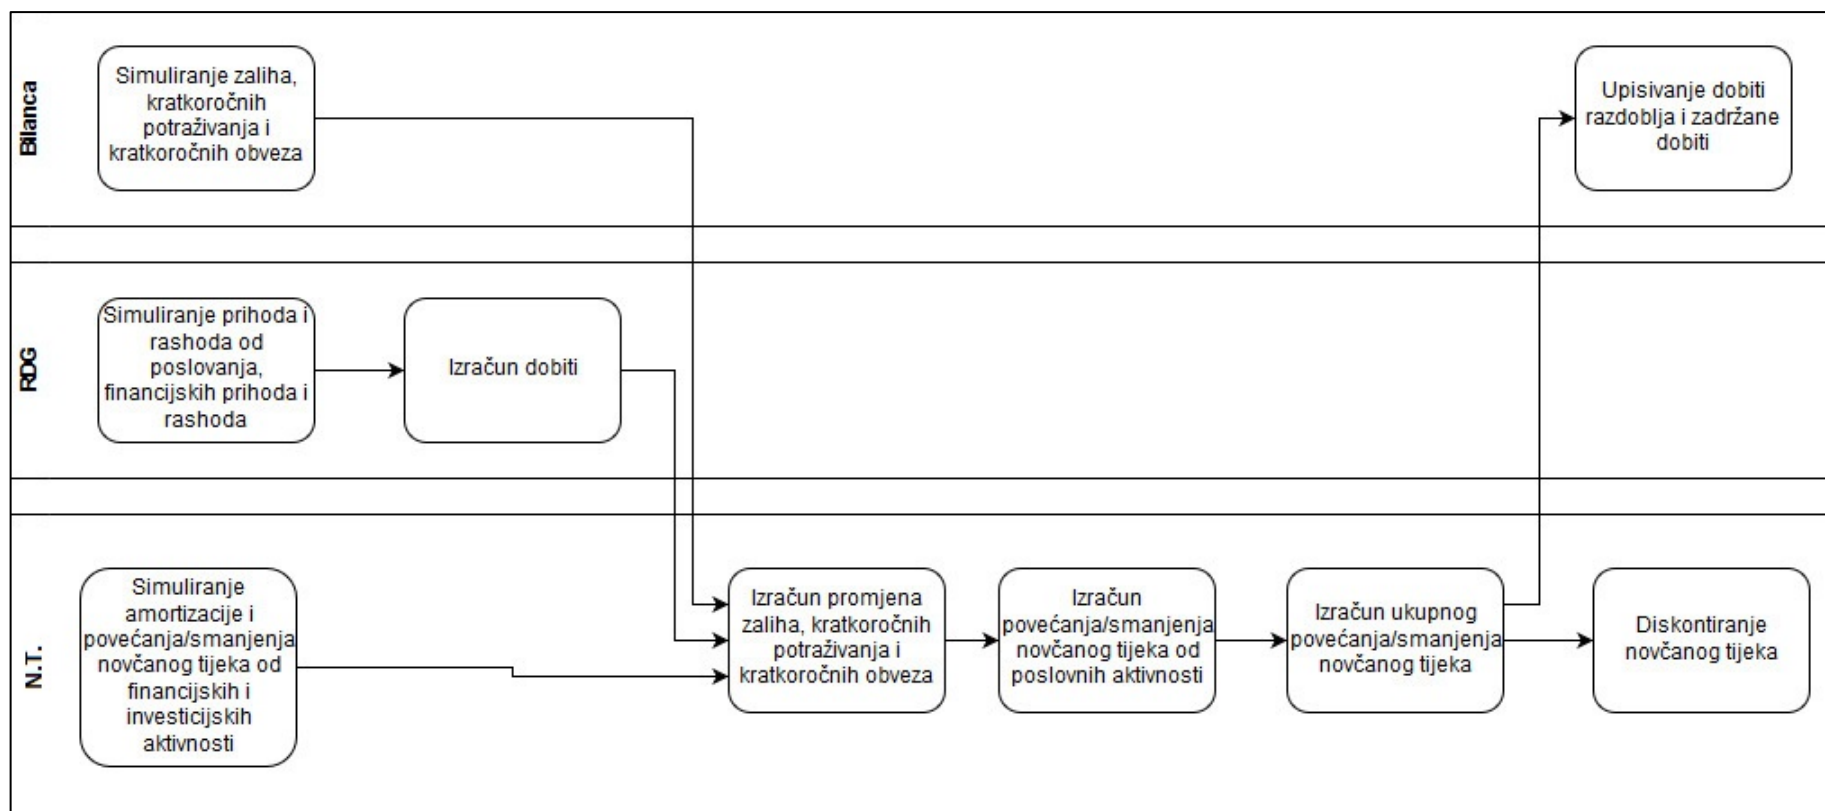 Bilanca
Simuliranje zaliha,
kratkoročnih
potraživanja i
kratkoročnih obveza
Upisivanje dobiti
razdoblja i zadržane
dobiti
RDG
Simuliranje prihoda i
rashoda od
poslovanja,
financijskih prihoda i
rashoda
Izračun dobiti
N.T.
Simuliranje
amortizacije i
povećanja/smanjenja
novčanog tijeka od
financijskih i
investicijskih
aktivnosti
Izračun promjena
zaliha, kratkoročnih
potraživanja i
kratkoročnih obveza
Izračun
povećanja/smanjenja
novčanog tijeka od
poslovnih aktivnosti
Izračun ukupnog
povećanja/smanjenja
novčanog tijeka
Diskontiranje
novčanog tijeka